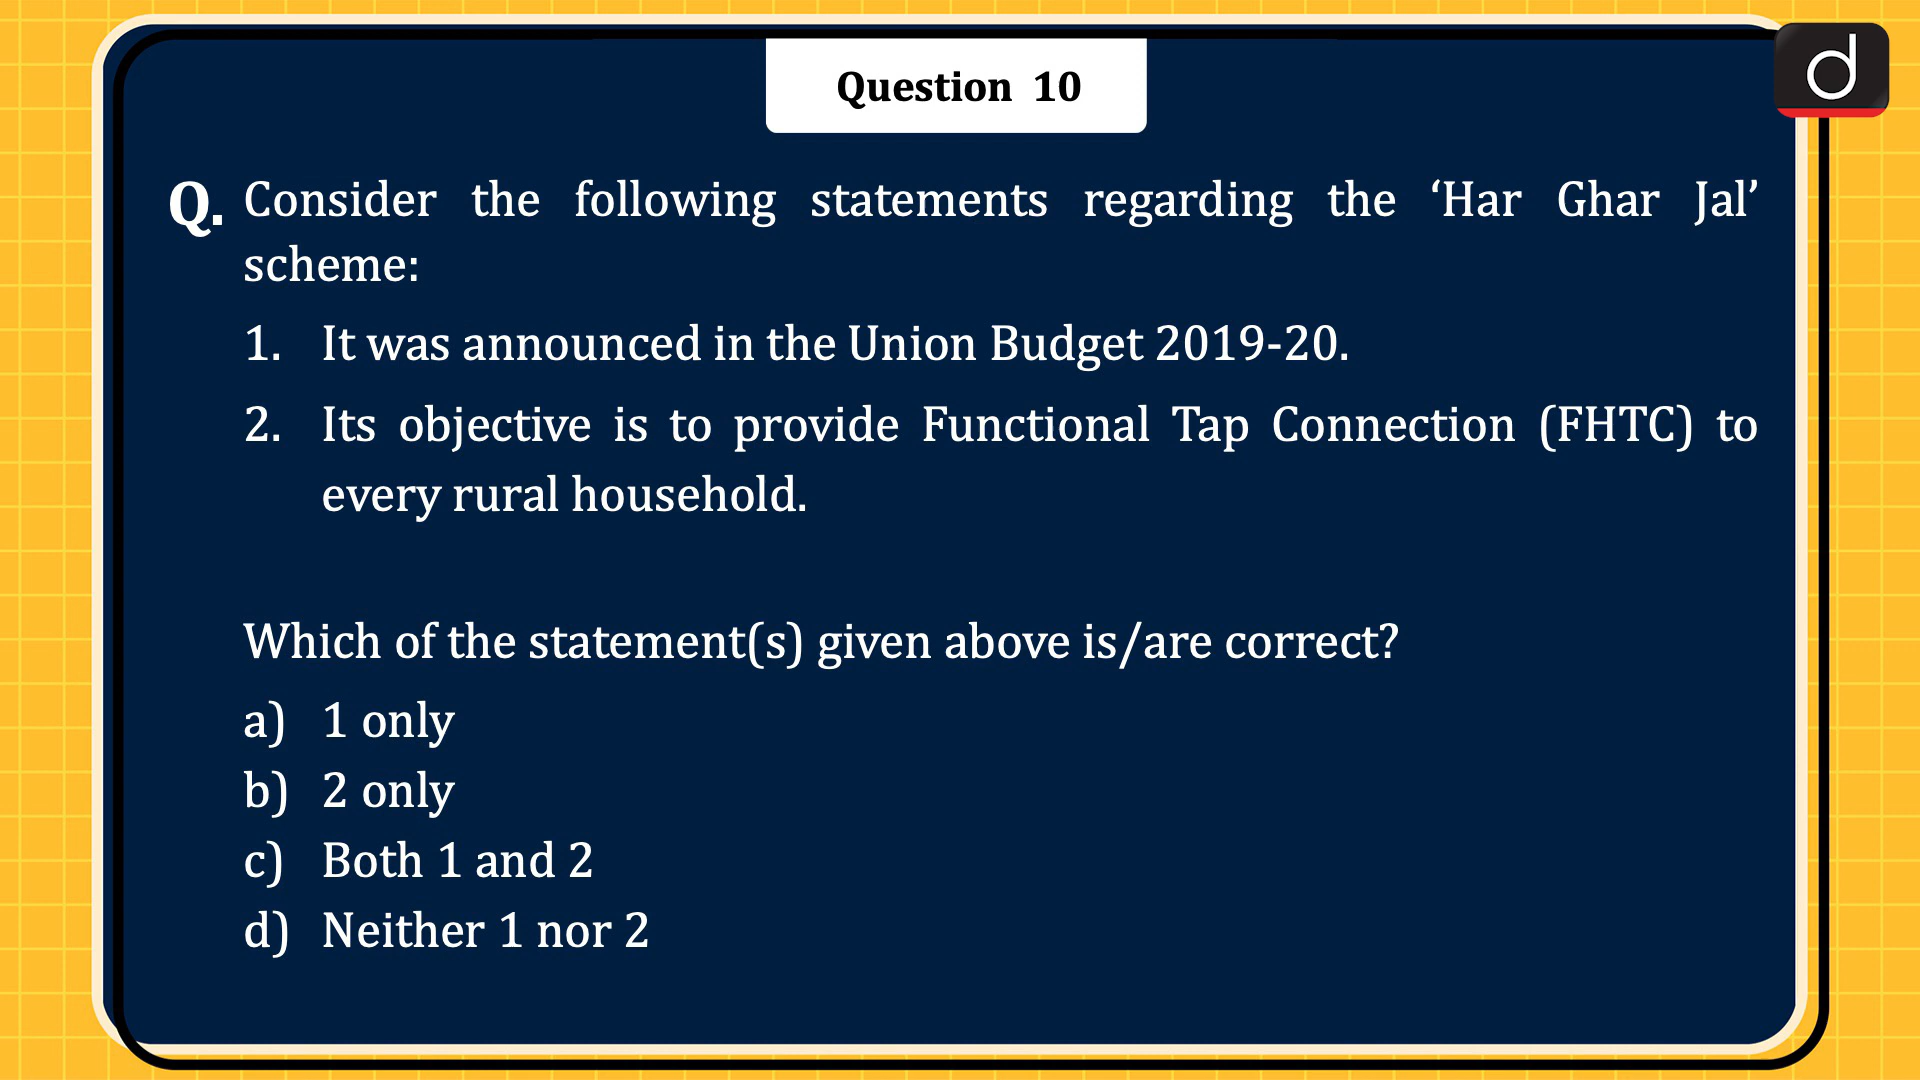 Question 10
Q. Consider the following statements regarding the ‘Har Ghar Jal’
scheme:
1. It was announced in the Union Budget 2019-20.
2. Its objective is to provide Functional Tap Connection (FHTC) to
every rural household.
Which of the statement(s) given above is/are correct?
a) 1 only
b) 2 only
c) Both 1 and 2
d) Neither 1 nor 2
d